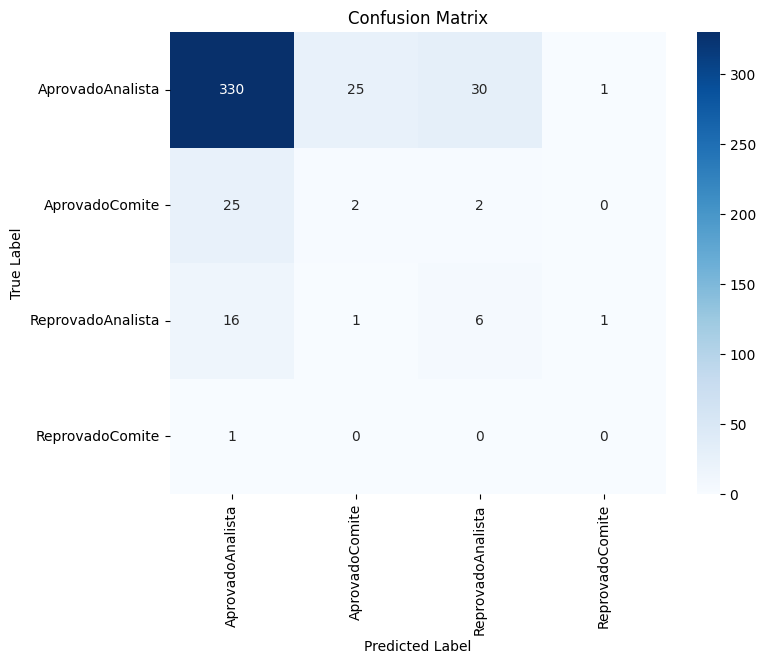 Confusion Matrix
True Label
AprovadoAnalista 330 25 30 1
AprovadoComite 25 2 2 0
ReprovadoAnalista 16 1 6 1
ReprovadoComite 1 0 0 0
AprovadoAnalista
AprovadoComite
ReprovadoAnalista
ReprovadoComite
Predicted Label
300
250
200
150
100
50
0